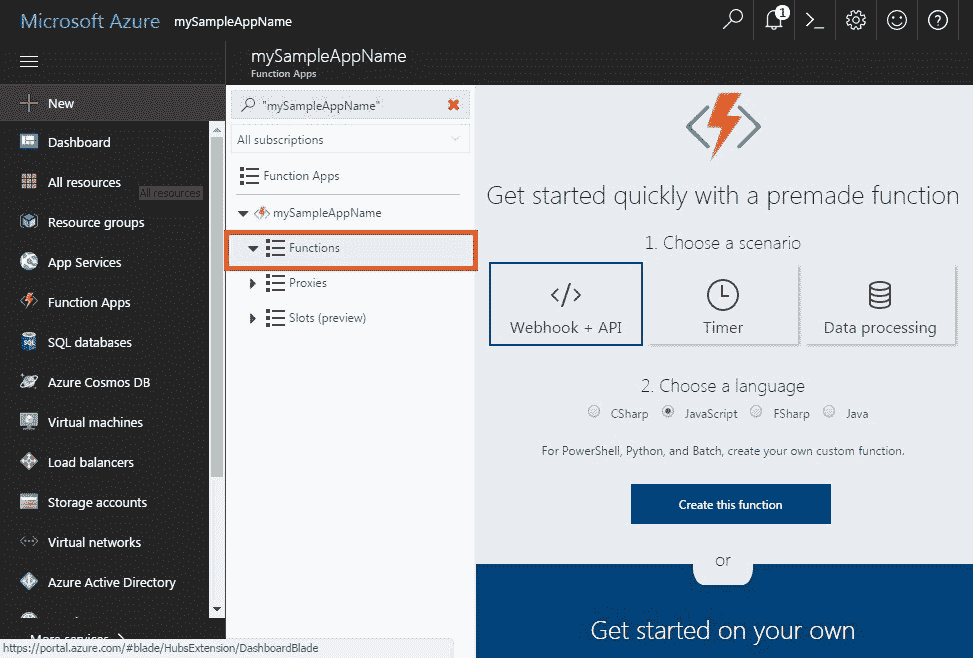 Microsoft Azure mySampleAppName
1
mySampleAppName
Function Apps
New
Dashboard
All resources
All resources
Resource groups
App Services
Function Apps
SQL databases
Azure Cosmos DB
Virtual machines
Load balancers
Storage accounts
Virtual networks
Azure Active Directory
More services
https://portal.azure.com/#blade/HubsExtension/DashboardBlade
"mySampleAppName"
All subscriptions
Function Apps
mySampleAppName
Functions
Proxies
Slots (preview)
Get started quickly with a premade function
1. Choose a scenario
Webhook + API
Timer
Data processing
2. Choose a language
CSharp JavaScript FSharp Java
For PowerShell, Python, and Batch, create your own custom function.
Create this function
or
Get started on your own